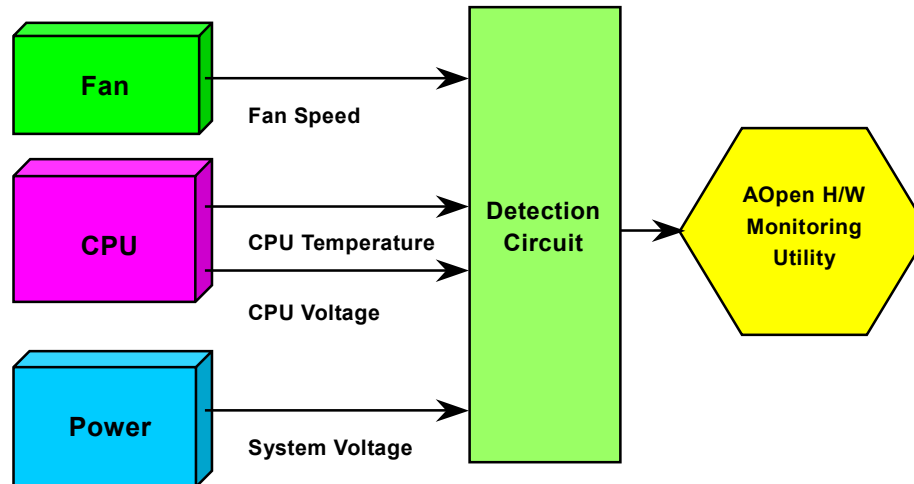 Fan
Fan Speed
CPU
CPU Temperature
CPU Voltage
Power
System Voltage
Detection
Circuit
AOpen H/W
Monitoring
Utility